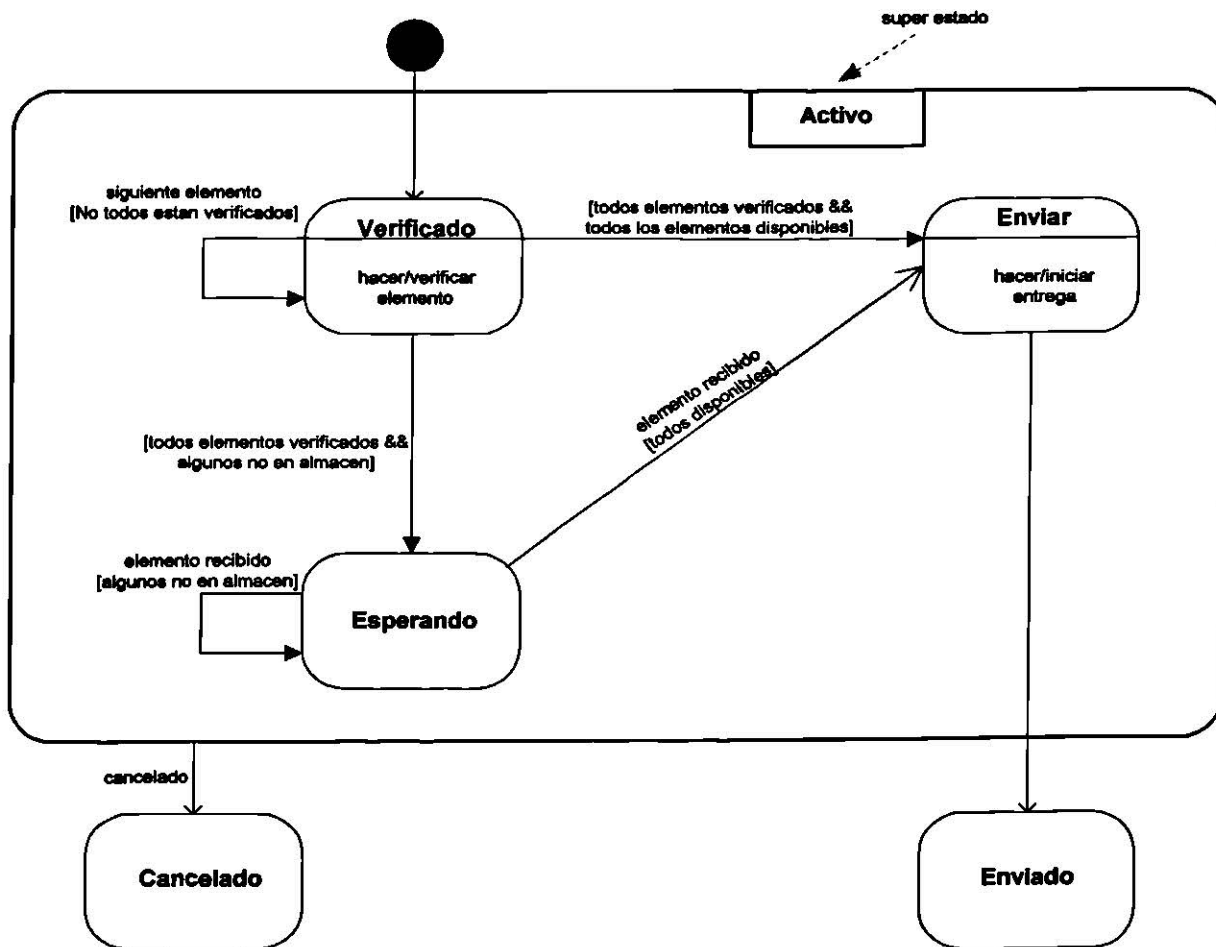 super estado
Activo
siguiente elemento
[No todos estan verificados]
Verificado
hacer/verificar
elemento
[todos elementos verificados &&
todos los elementos disponibles]
Enviar
hacer/iniciar
entrega
elemento recibido
[todos disponibles]
[todos elementos verificados &&
algunos no en almacen]
elemento recibido
[algunos no en almacen]
Esperando
cancelado
Cancelado
Enviado